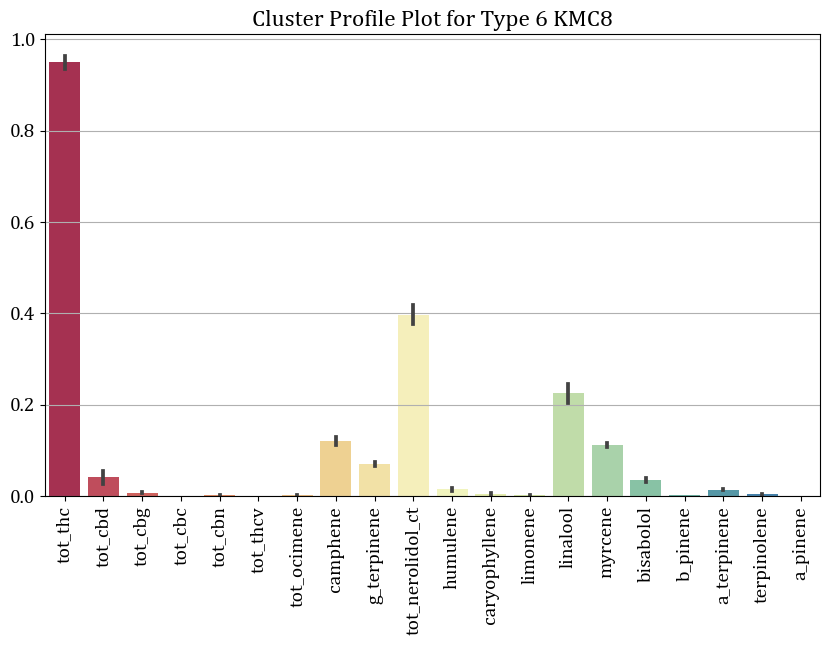 Cluster Profile Plot for Type 6 KMC8
1.0
0.8
0.6
0.4
0.2
0.0
tot_thc
tot_cbd
tot_cbg
tot_cbc
tot_cbn
tot_thcv
tot_ocimene
camphene
g_terpinene
tot_nerolidol_ct
humulene
caryophyllene
limonene
linalool
myrcene
bisabolol
b_pinene
a_terpinene
terpinolene
a_pinene